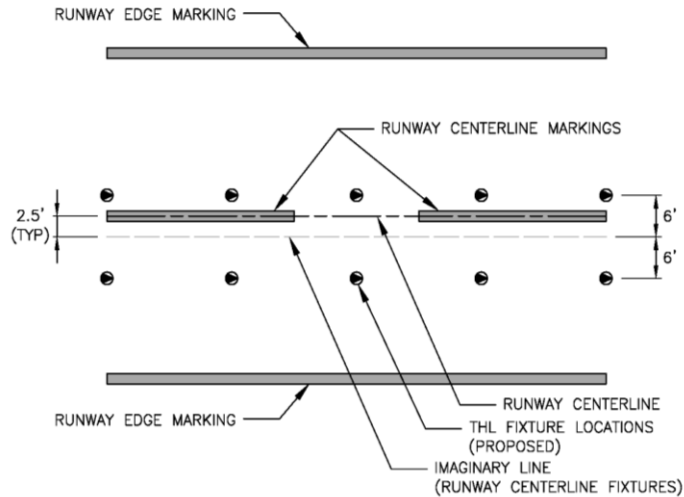 RUNWAY EDGE MARKING
RUNWAY CENTERLINE MARKINGS
2.5'
(TYP)
6'
6'
RUNWAY CENTERLINE
RUNWAY EDGE MARKING
THL FIXTURE LOCATIONS
(PROPOSED)
IMAGINARY LINE
(RUNWAY CENTERLINE FIXTURES)